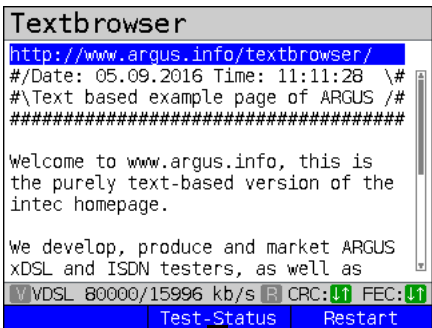 Textbrowser
http://www.argus.info/textbrowser/
#/Date: 05.09.2016 Time: 11:11:28 \#
#\Text based example page of ARGUS /#
#####################################
Welcome to www.argus.info, this is
the purely text-based version of the
intec homepage.
We develop, produce and market ARGUS
xDSL and ISDN testers, as well as
V VDSL 80000/15996 kb/s R CRC:↓↑ FEC:↓↑
Test-Status Restart